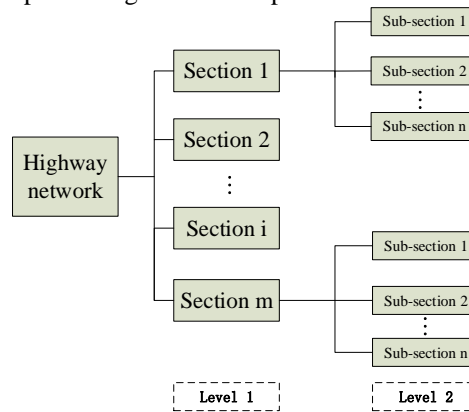 Sub-section 1
Section 1
Sub-section 2
⋮
Sub-section n
Section 2
Highway
network
⋮
Section i
Sub-section 1
Section m
Sub-section 2
⋮
Sub-section n
Level 1
Level 2